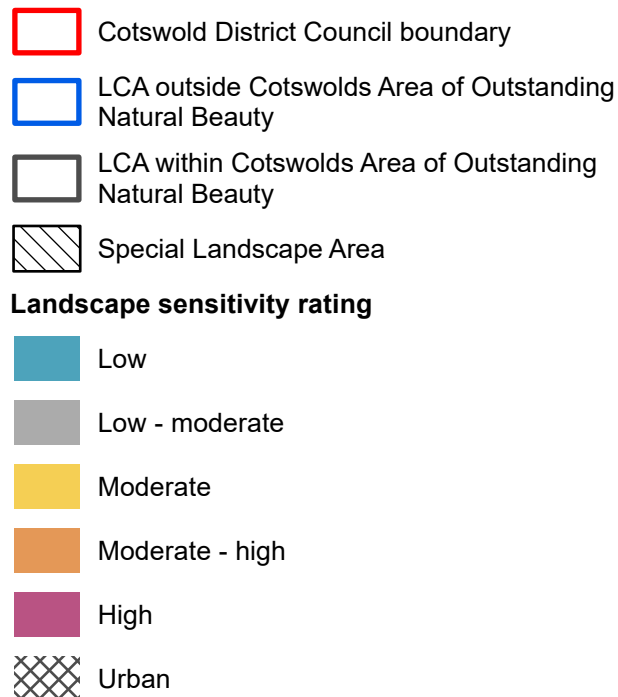 Cotswold District Council boundary
LCA outside Cotswolds Area of Outstanding
Natural Beauty
LCA within Cotswolds Area of Outstanding
Natural Beauty
Special Landscape Area
Landscape sensitivity rating
Low
Low - moderate
Moderate
Moderate - high
High
Urban